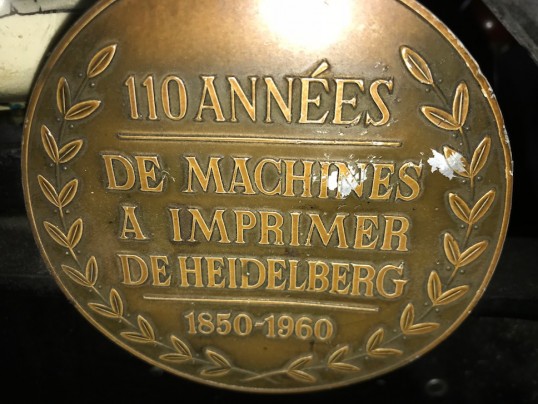 110 ANNÉES
DE MACHINES
A IMPRIMER
DE HEIDELBERG
1850-1960